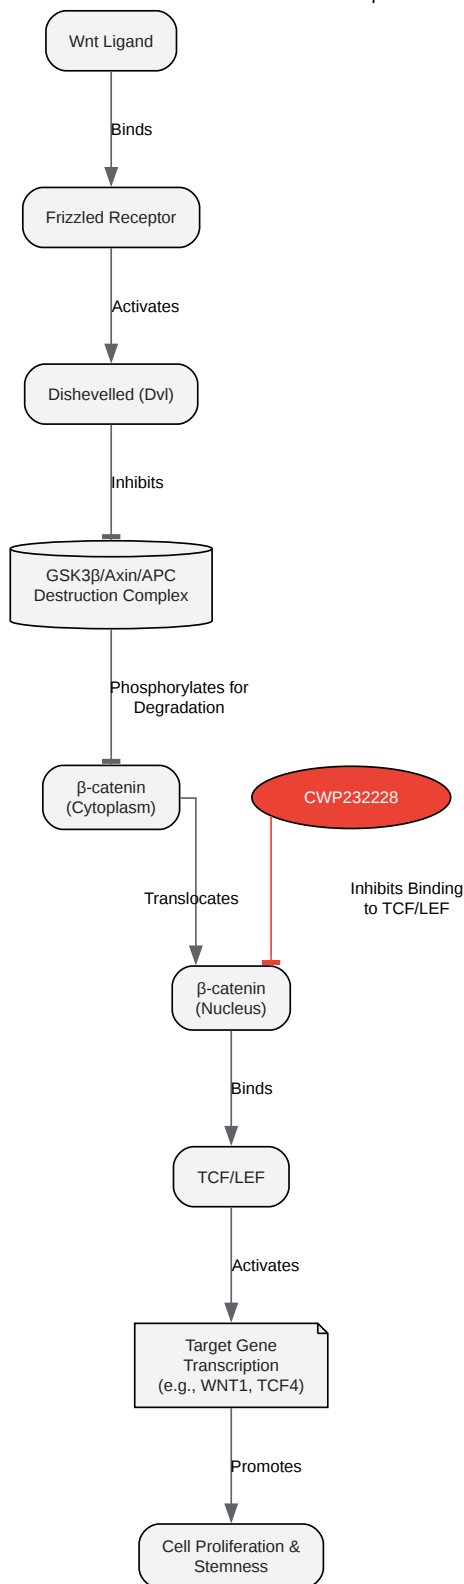 Wnt Ligand
Binds
Frizzled Receptor
Activates
Dishevelled (Dvl)
Inhibits
GSK3β/Axin/APC
Destruction Complex
Phosphorylates for
Degradation
β-catenin
(Cytoplasm)
CWP232228
Translocates
Inhibits Binding
to TCF/LEF
β-catenin
(Nucleus)
Binds
TCF/LEF
Activates
Target Gene
Transcription
(e.g., WNT1, TCF4)
Promotes
Cell Proliferation &
Stemness